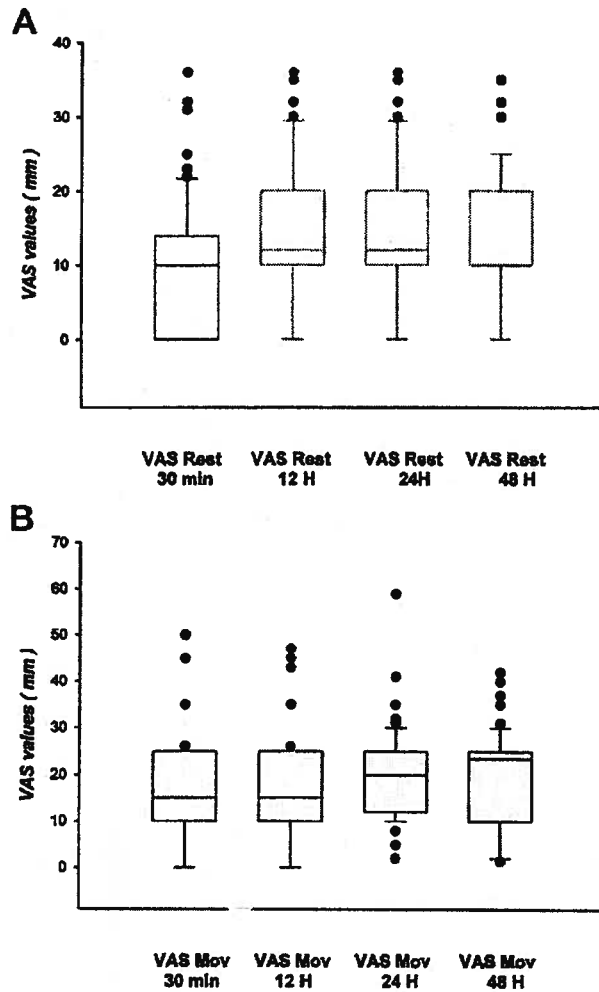 A
40
30
20
10
0
VAS values ( mm )
VAS Rest VAS Rest VAS Rest VAS Rest
30 min 12 H 24H 48 H
B
70
60
50
40
30
20
10
0
VAS values ( mm )
VAS Mov VAS Mov VAS Mov VAS Mov
30 min 12 H 24 H 48 H